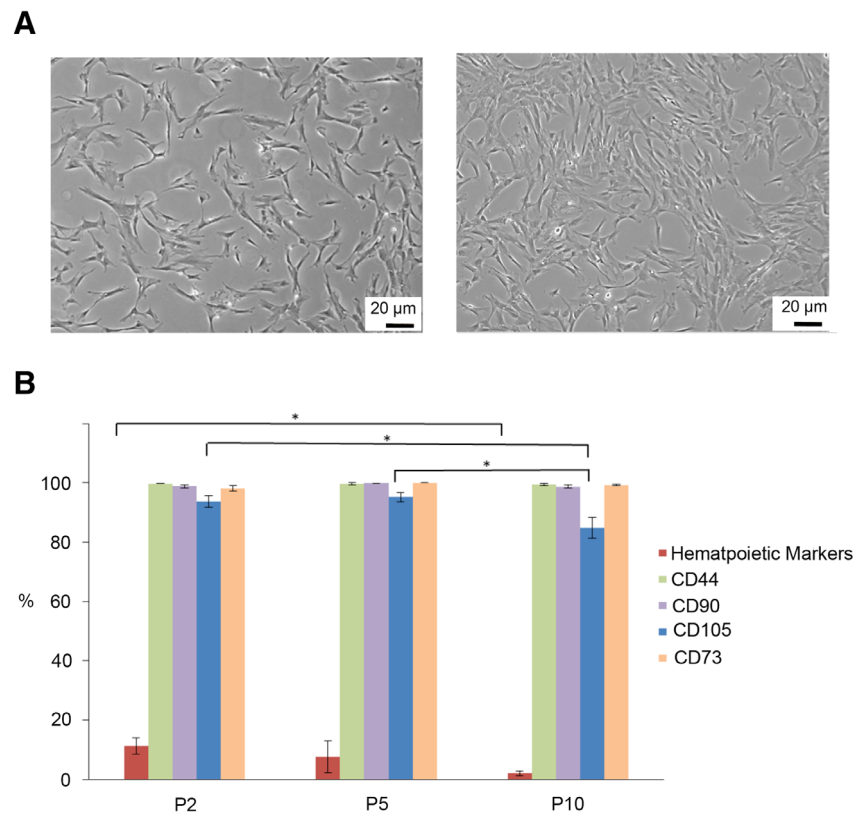 A
20 µm
20 µm
B
*
*
*
100
80
60
40
20
0
%
P2
P5
P10
Hematpoietic Markers
CD44
CD90
CD105
CD73